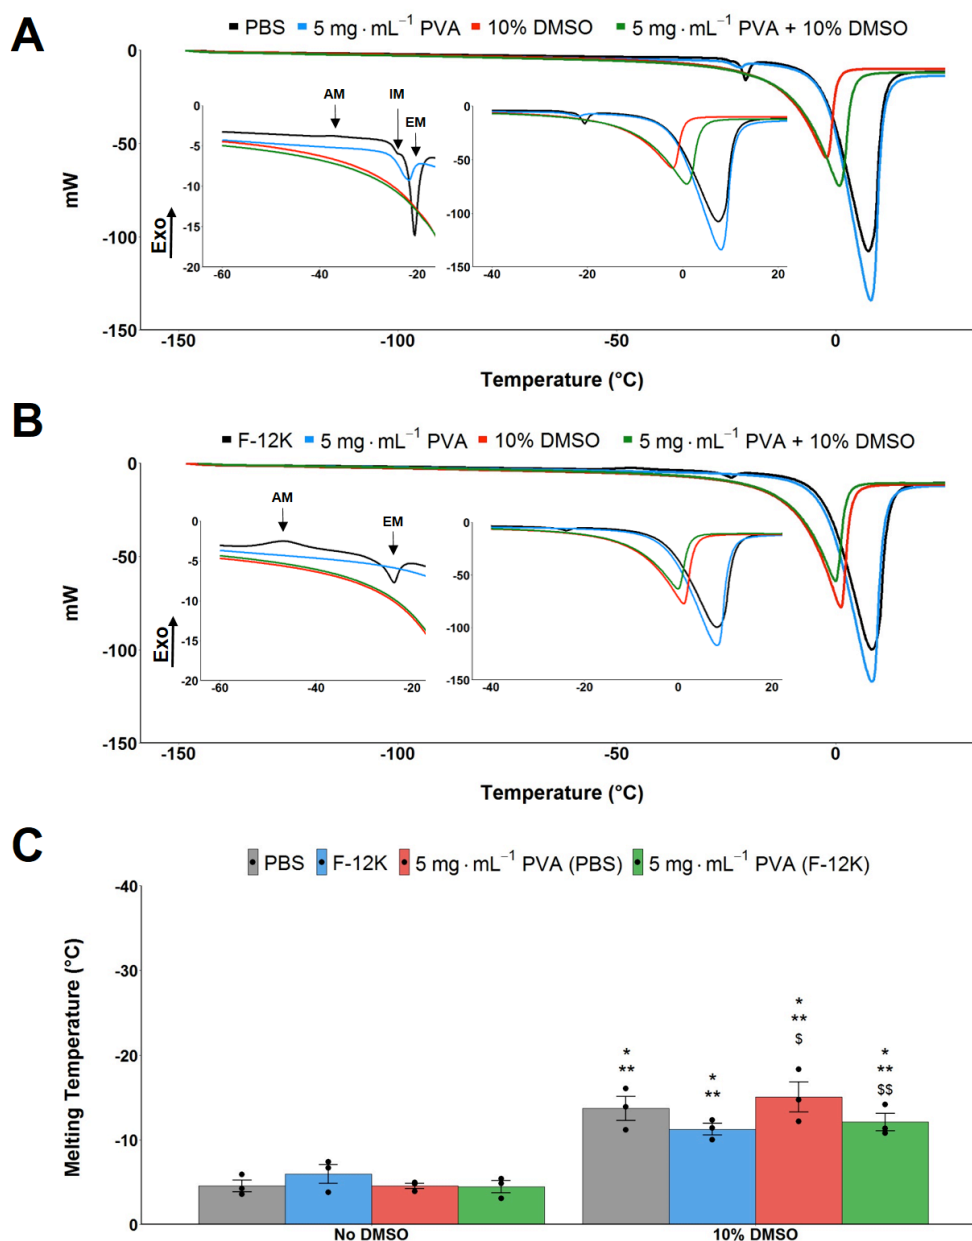 A
PBS 5 mg · mL⁻¹ PVA 10% DMSO 5 mg · mL⁻¹ PVA + 10% DMSO
0
-50
-100
-150
mW
Exo
AM IM EM
0
-5
-10
-15
-20
-60 -40 -20
0
-50
-100
-150
-40 -20 0 20
-150 -100 -50 0
Temperature (°C)
B
F-12K 5 mg · mL⁻¹ PVA 10% DMSO 5 mg · mL⁻¹ PVA + 10% DMSO
0
-50
-100
-150
mW
Exo
AM EM
0
-5
-10
-15
-20
-60 -40 -20
0
-50
-100
-150
-40 -20 0 20
-150 -100 -50 0
Temperature (°C)
C
PBS F-12K 5 mg · mL⁻¹ PVA (PBS) 5 mg · mL⁻¹ PVA (F-12K)
-40
-30
-20
-10
0
Melting Temperature (°C)
*
**
*
**
*
**
$
*
**
$$
No DMSO 10% DMSO